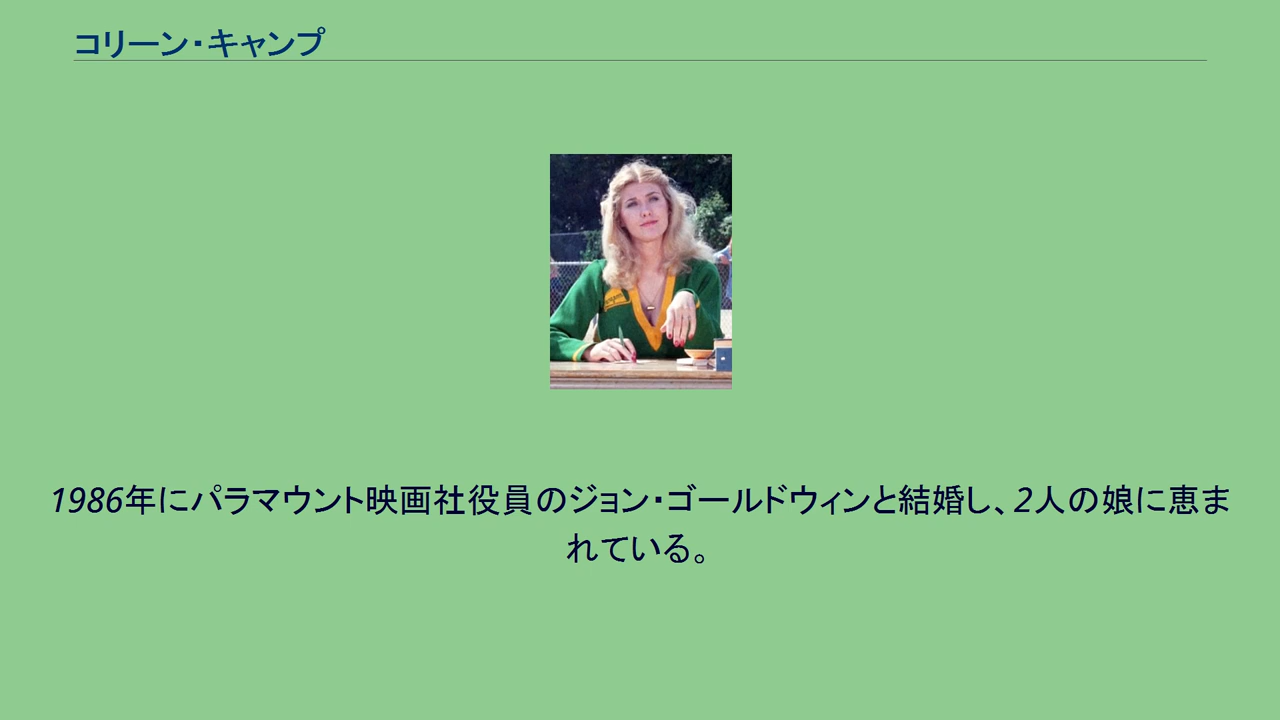 コリーン・キャンプ
1986年にパラマウント映画社役員のジョン・ゴールドウィンと結婚し、2人の娘に恵ま
れている。